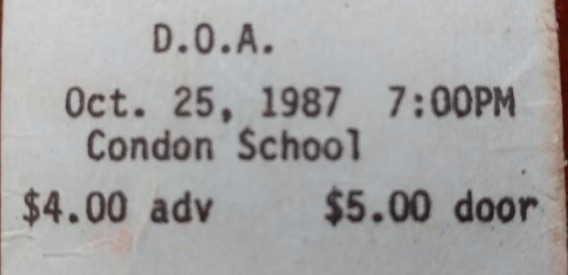 D.O.A.
Oct. 25, 1987 7:00PM
Condon School
$4.00 adv $5.00 door